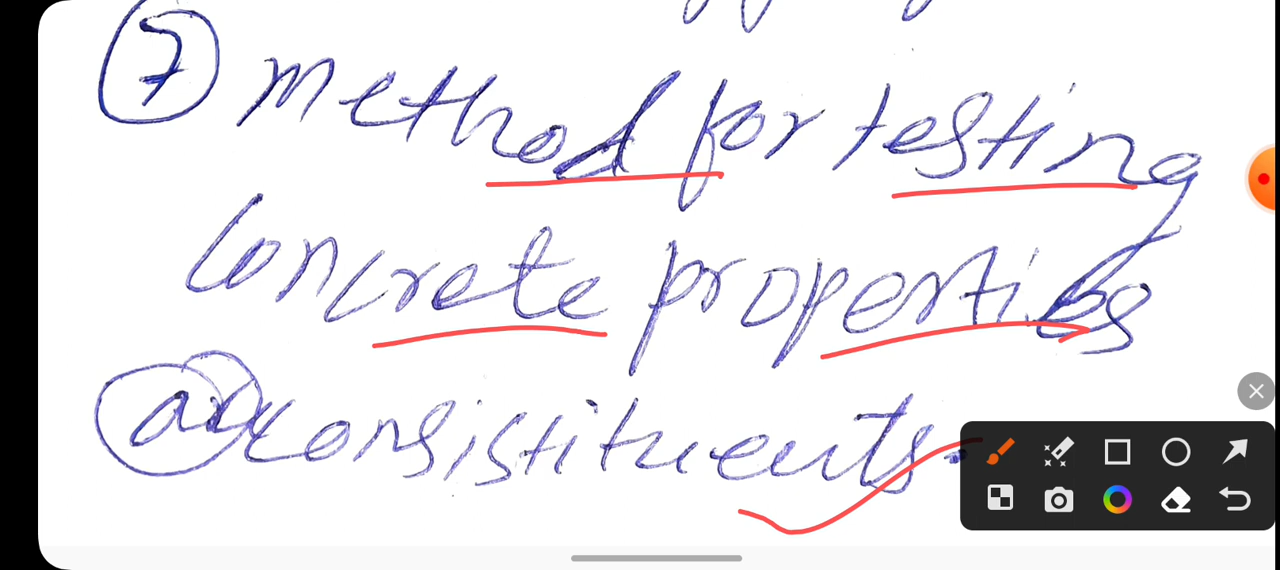 7 Method for testing
Concrete properties
a consistituents.